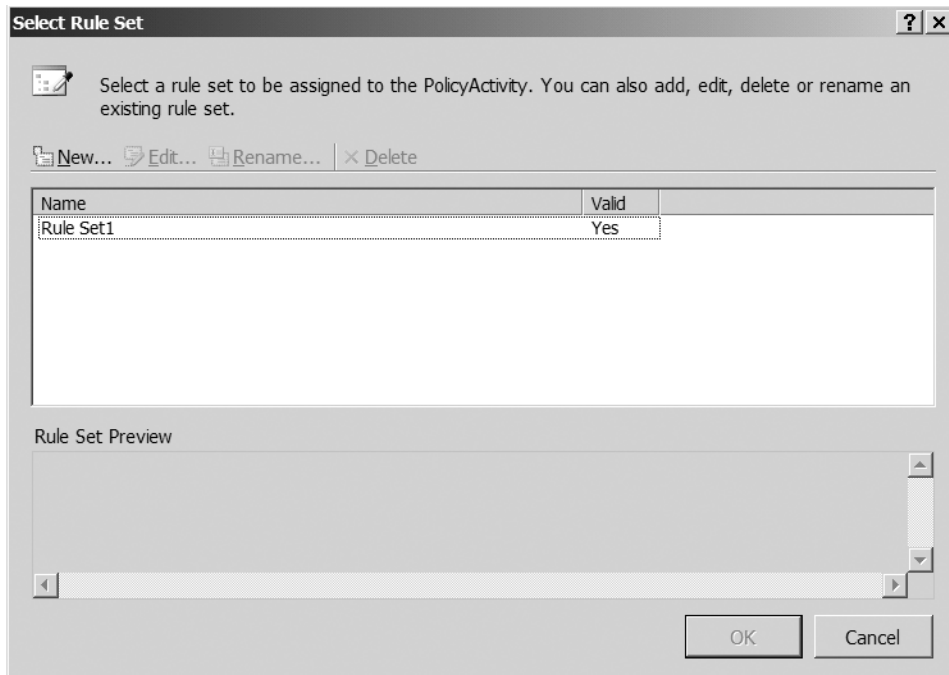 Select Rule Set
Select a rule set to be assigned to the PolicyActivity. You can also add, edit, delete or rename an
existing rule set.
New... Edit... Rename... Delete
Name Valid
Rule Set1 Yes
Rule Set Preview
OK Cancel